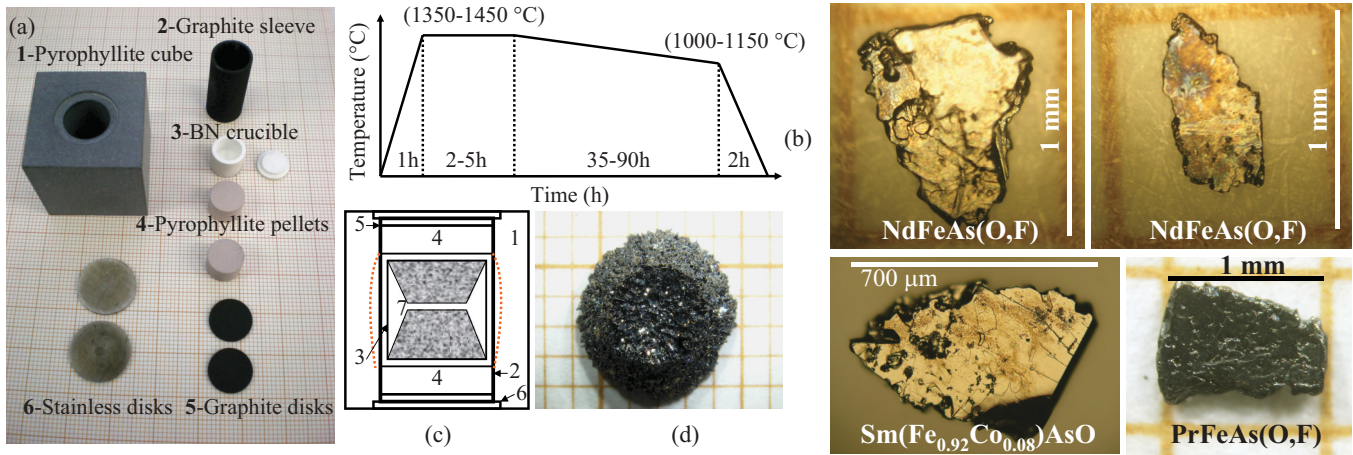 (a)
2-Graphite sleeve
1-Pyrophyllite cube
3-BN crucible
4-Pyrophyllite pellets
6-Stainless disks
5-Graphite disks
(1350-1450 °C)
(1000-1150 °C)
Temperature (°C)
1h
2-5h
35-90h
2h
(b)
Time (h)
5
4
1
7
3
4
2
6
(c)
(d)
1 mm
NdFeAs(O,F)
1 mm
NdFeAs(O,F)
700 μm
Sm(Fe0.92Co0.08)AsO
1 mm
PrFeAs(O,F)